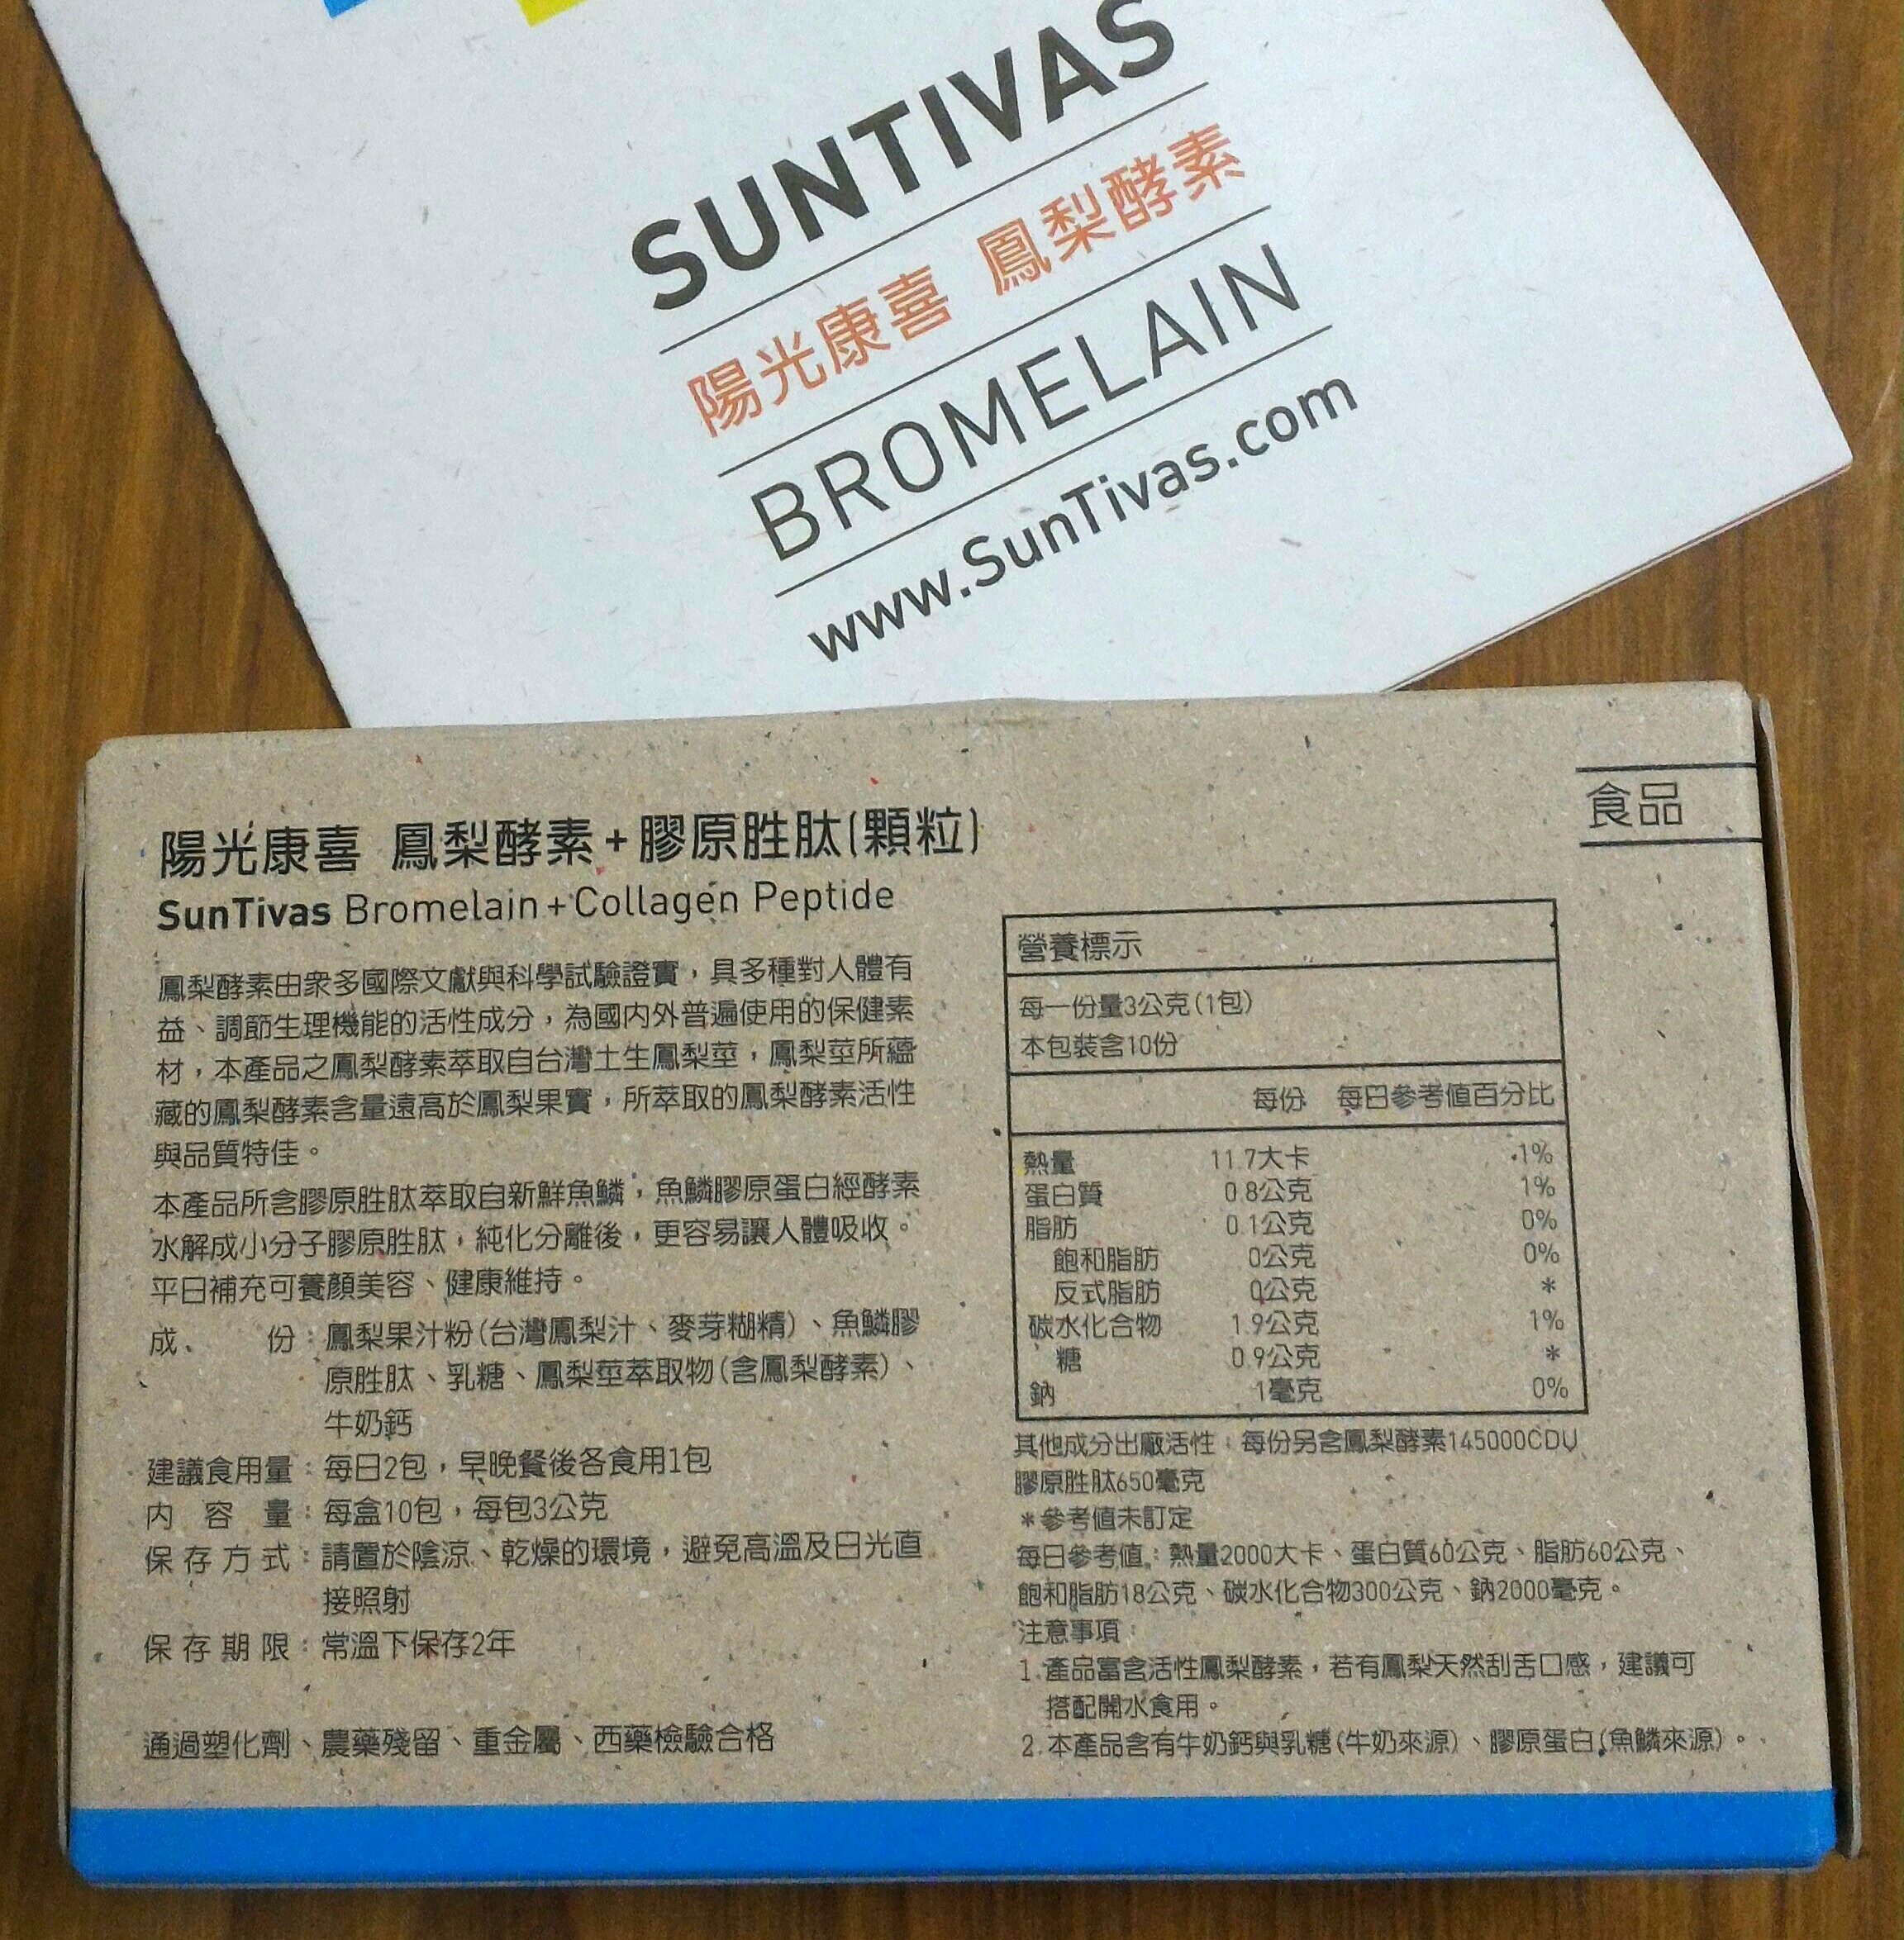 SUNTIVAS
陽光康喜 鳳梨酵素
BROMELAIN
www.SunTivas.com
食品
陽光康喜 鳳梨酵素+膠原胜肽(顆粒)
SunTivas Bromelain+Collagen Peptide
鳳梨酵素由眾多國際文獻與科學試驗證實，具多種對人體有
益、調節生理機能的活性成分，為國內外普遍使用的保健素
材，本產品之鳳梨酵素萃取自台灣土生鳳梨莖，鳳梨莖所蘊
藏的鳳梨酵素含量遠高於鳳梨果實，所萃取的鳳梨酵素活性
與品質特佳。
本產品所含膠原胜肽萃取自新鮮魚鱗，魚鱗膠原蛋白經酵素
水解成小分子膠原胜肽，純化分離後，更容易讓人體吸收。
平日補充可養顏美容、健康維持。
成份：鳳梨果汁粉(台灣鳳梨汁、麥芽糊精)、魚鱗膠
原胜肽、乳糖、鳳梨莖萃取物(含鳳梨酵素)、
牛奶鈣
建議食用量：每日2包，早晚餐後各食用1包
內容量：每盒10包，每包3公克
保存方式：請置於陰涼、乾燥的環境，避免高溫及日光直
接照射
保存期限：常溫下保存2年
通過塑化劑、農藥殘留、重金屬、西藥檢驗合格
營養標示
每一份量3公克(1包)
本包裝含10份
每份 每日參考值百分比
熱量 11.7大卡 1%
蛋白質 0.8公克 1%
脂肪 0.1公克 0%
飽和脂肪 0公克 0%
反式脂肪 0公克 *
碳水化合物 1.9公克 1%
糖 0.9公克 *
鈉 1毫克 0%
其他成分出廠活性：每份另含鳳梨酵素145000CDU
膠原胜肽650毫克
*參考值未訂定
每日參考值：熱量2000大卡、蛋白質60公克、脂肪60公克、
飽和脂肪18公克、碳水化合物300公克、鈉2000毫克。
注意事項：
1.產品富含活性鳳梨酵素，若有鳳梨天然刮舌口感，建議可
搭配開水食用。
2.本產品含有牛奶鈣與乳糖(牛奶來源)、膠原蛋白(魚鱗來源)。